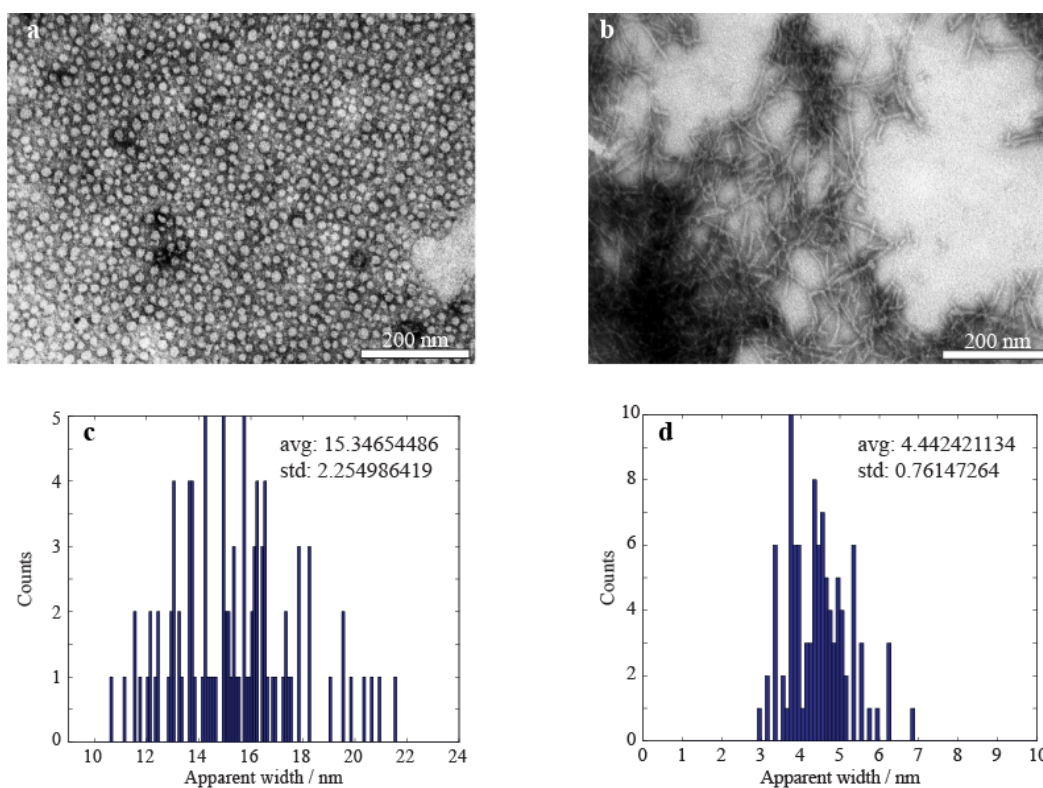 a
200 nm
b
200 nm
c
avg: 15.34654486
std: 2.254986419
Counts
5
4
3
2
1
0
10 12 14 16 18 20 22 24
Apparent width / nm
d
avg: 4.442421134
std: 0.76147264
Counts
10
8
6
4
2
0
0 1 2 3 4 5 6 7 8 9 10
Apparent width / nm